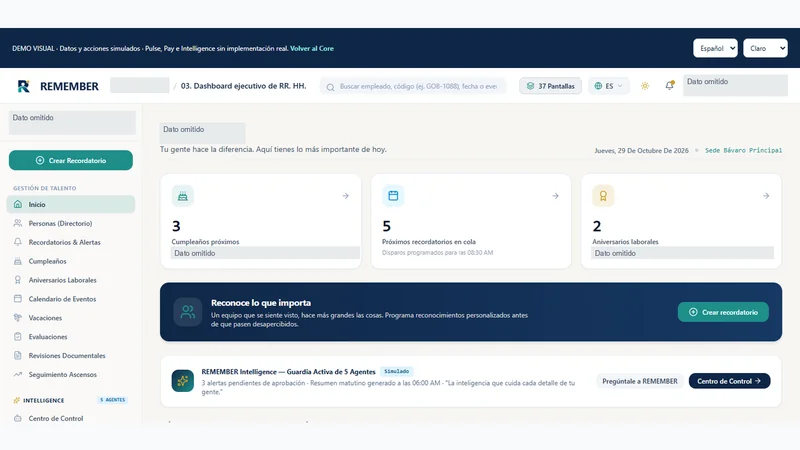 DEMO VISUAL · Datos y acciones simulados · Pulse, Pay e Intelligence sin implementación real. Volver al Core
Español
Claro
REMEMBER
/ 03. Dashboard ejecutivo de RR. HH.
Buscar empleado, código (ej. GOB-1088), fecha o eve
37 Pantallas
ES
Dato omitido
Dato omitido
Crear Recordatorio
GESTIÓN DE TALENTO
Inicio
Personas (Directorio)
Recordatorios & Alertas
Cumpleaños
Aniversarios Laborales
Calendario de Eventos
Vacaciones
Evaluaciones
Revisiones Documentales
Seguimiento Ascensos
INTELLIGENCE
5 AGENTES
Centro de Control
Dato omitido
Tu gente hace la diferencia. Aquí tienes lo más importante de hoy.
Jueves, 29 De Octubre De 2026
Sede Bávaro Principal
3
Cumpleaños próximos
Dato omitido
5
Próximos recordatorios en cola
Disparos programados para las 08:30 AM
2
Aniversarios laborales
Dato omitido
Reconoce lo que importa
Un equipo que se siente visto, hace más grandes las cosas. Programa reconocimientos personalizados antes
de que pasen desapercibidos.
Crear recordatorio
REMEMBER Intelligence — Guardia Activa de 5 Agentes
Simulado
3 alertas pendientes de aprobación · Resumen matutino generado a las 06:00 AM · "La inteligencia que cuida cada detalle de tu
gente."
Pregúntale a REMEMBER
Centro de Control